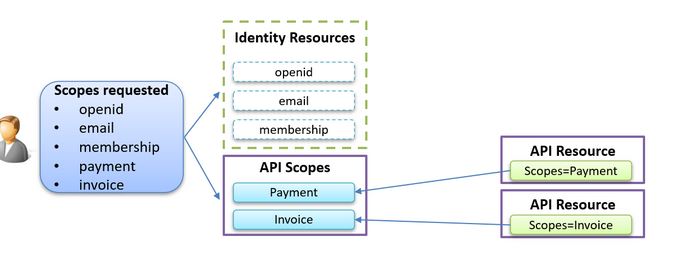 Scopes requested
• openid
• email
• membership
• payment
• invoice
Identity Resources
openid
email
membership
API Scopes
Payment
Invoice
API Resource
Scopes=Payment
API Resource
Scopes=Invoice